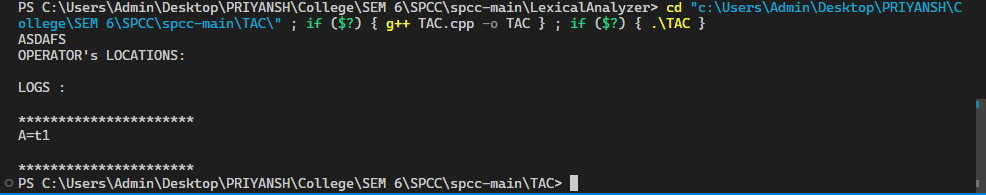 PS C:\Users\Admin\Desktop\PRIYANSH\College\SEM 6\SPCC\spcc-main\LexicalAnalyzer> cd "c:\Users\Admin\Desktop\PRIYANSH\C
ollege\SEM 6\SPCC\spcc-main\TAC\" ; if ($?) { g++ TAC.cpp -o TAC } ; if ($?) { .\TAC }
ASDAFS
OPERATOR's LOCATIONS:
LOGS :
**********************
A=t1
**********************
PS C:\Users\Admin\Desktop\PRIYANSH\College\SEM 6\SPCC\spcc-main\TAC>